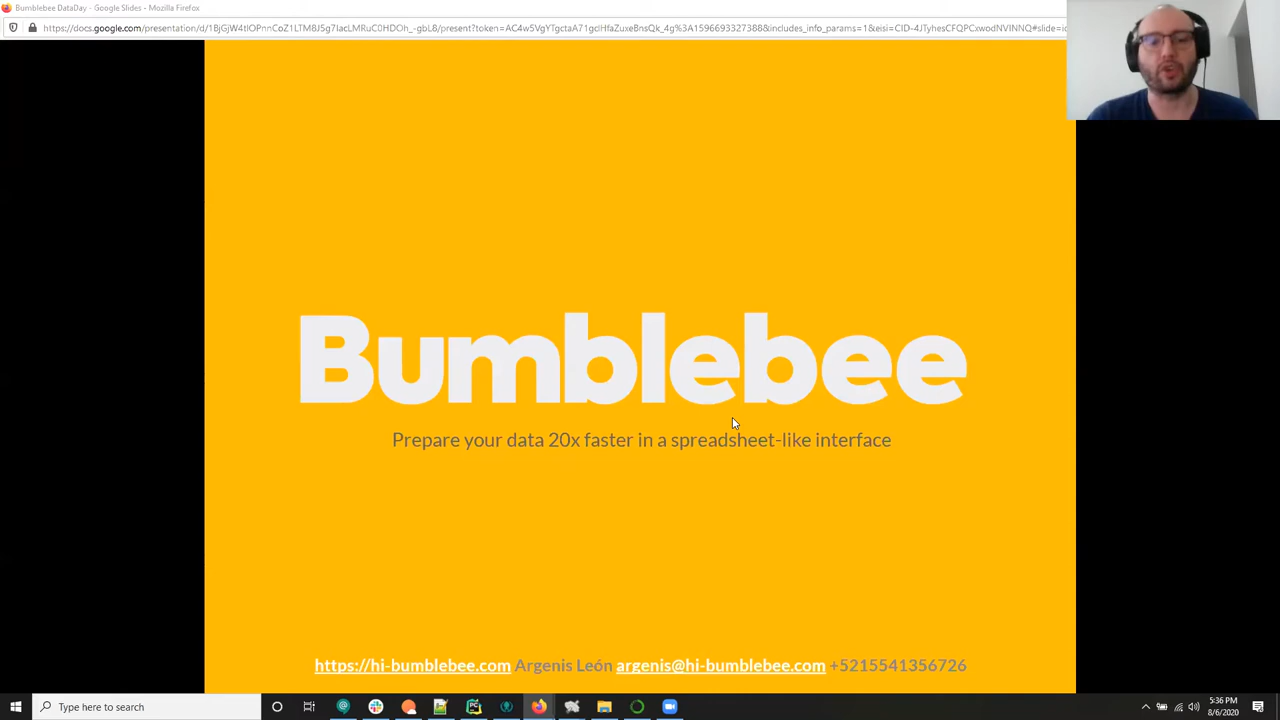 Bumblebee DataDay - Google Slides - Mozilla Firefox
Bumblebee
Prepare your data 20x faster in a spreadsheet-like interface
https://hi-bumblebee.com Argenis León argenis@hi-bumblebee.com +5215541356726
Type here to search
5:36 PM
8/6/2020